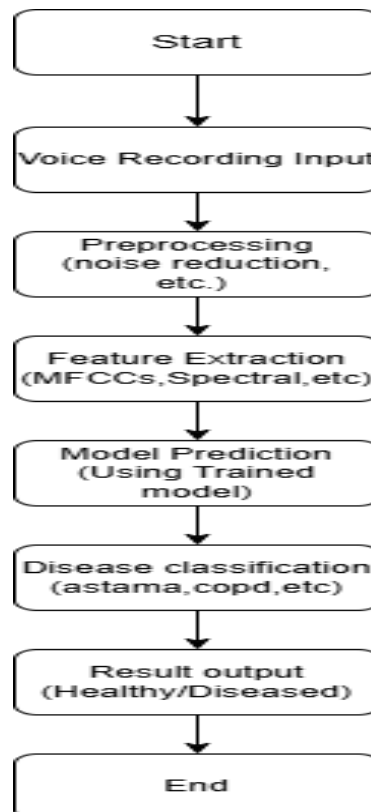 Start
Voice Recording Input
Preprocessing
(noise reduction,
etc.)
Feature Extraction
(MFCCs,Spectral,etc)
Model Prediction
(Using Trained
model)
Disease classification
(astama,copd,etc)
Result output
(Healthy/Diseased)
End